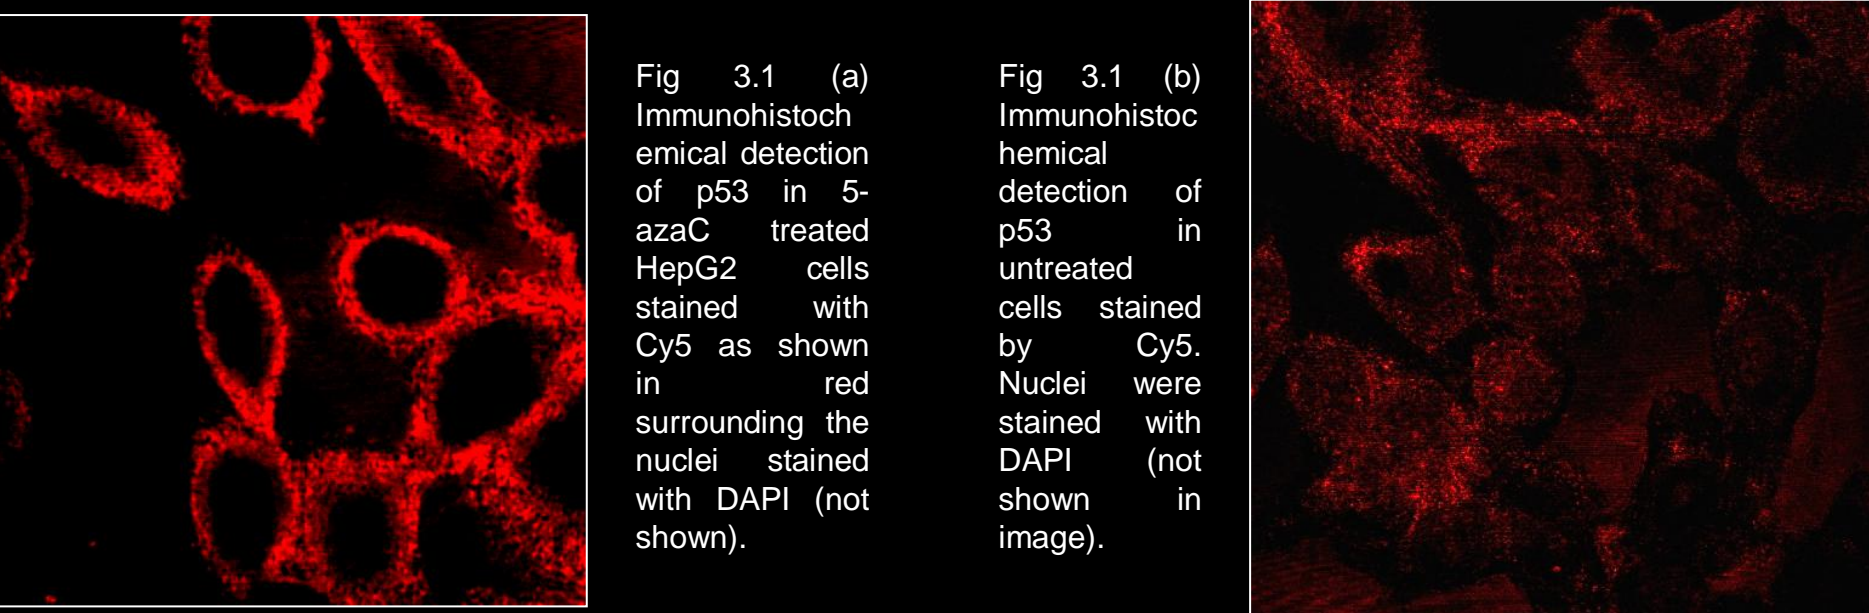 Fig 3.1 (a)
Immunohistoch
emical detection
of p53 in 5-
azaC treated
HepG2 cells
stained with
Cy5 as shown
in red
surrounding the
nuclei stained
with DAPI (not
shown).
Fig 3.1 (b)
Immunohistoc
hemical
detection of
p53 in
untreated
cells stained
by Cy5.
Nuclei were
stained with
DAPI (not
shown in
image).